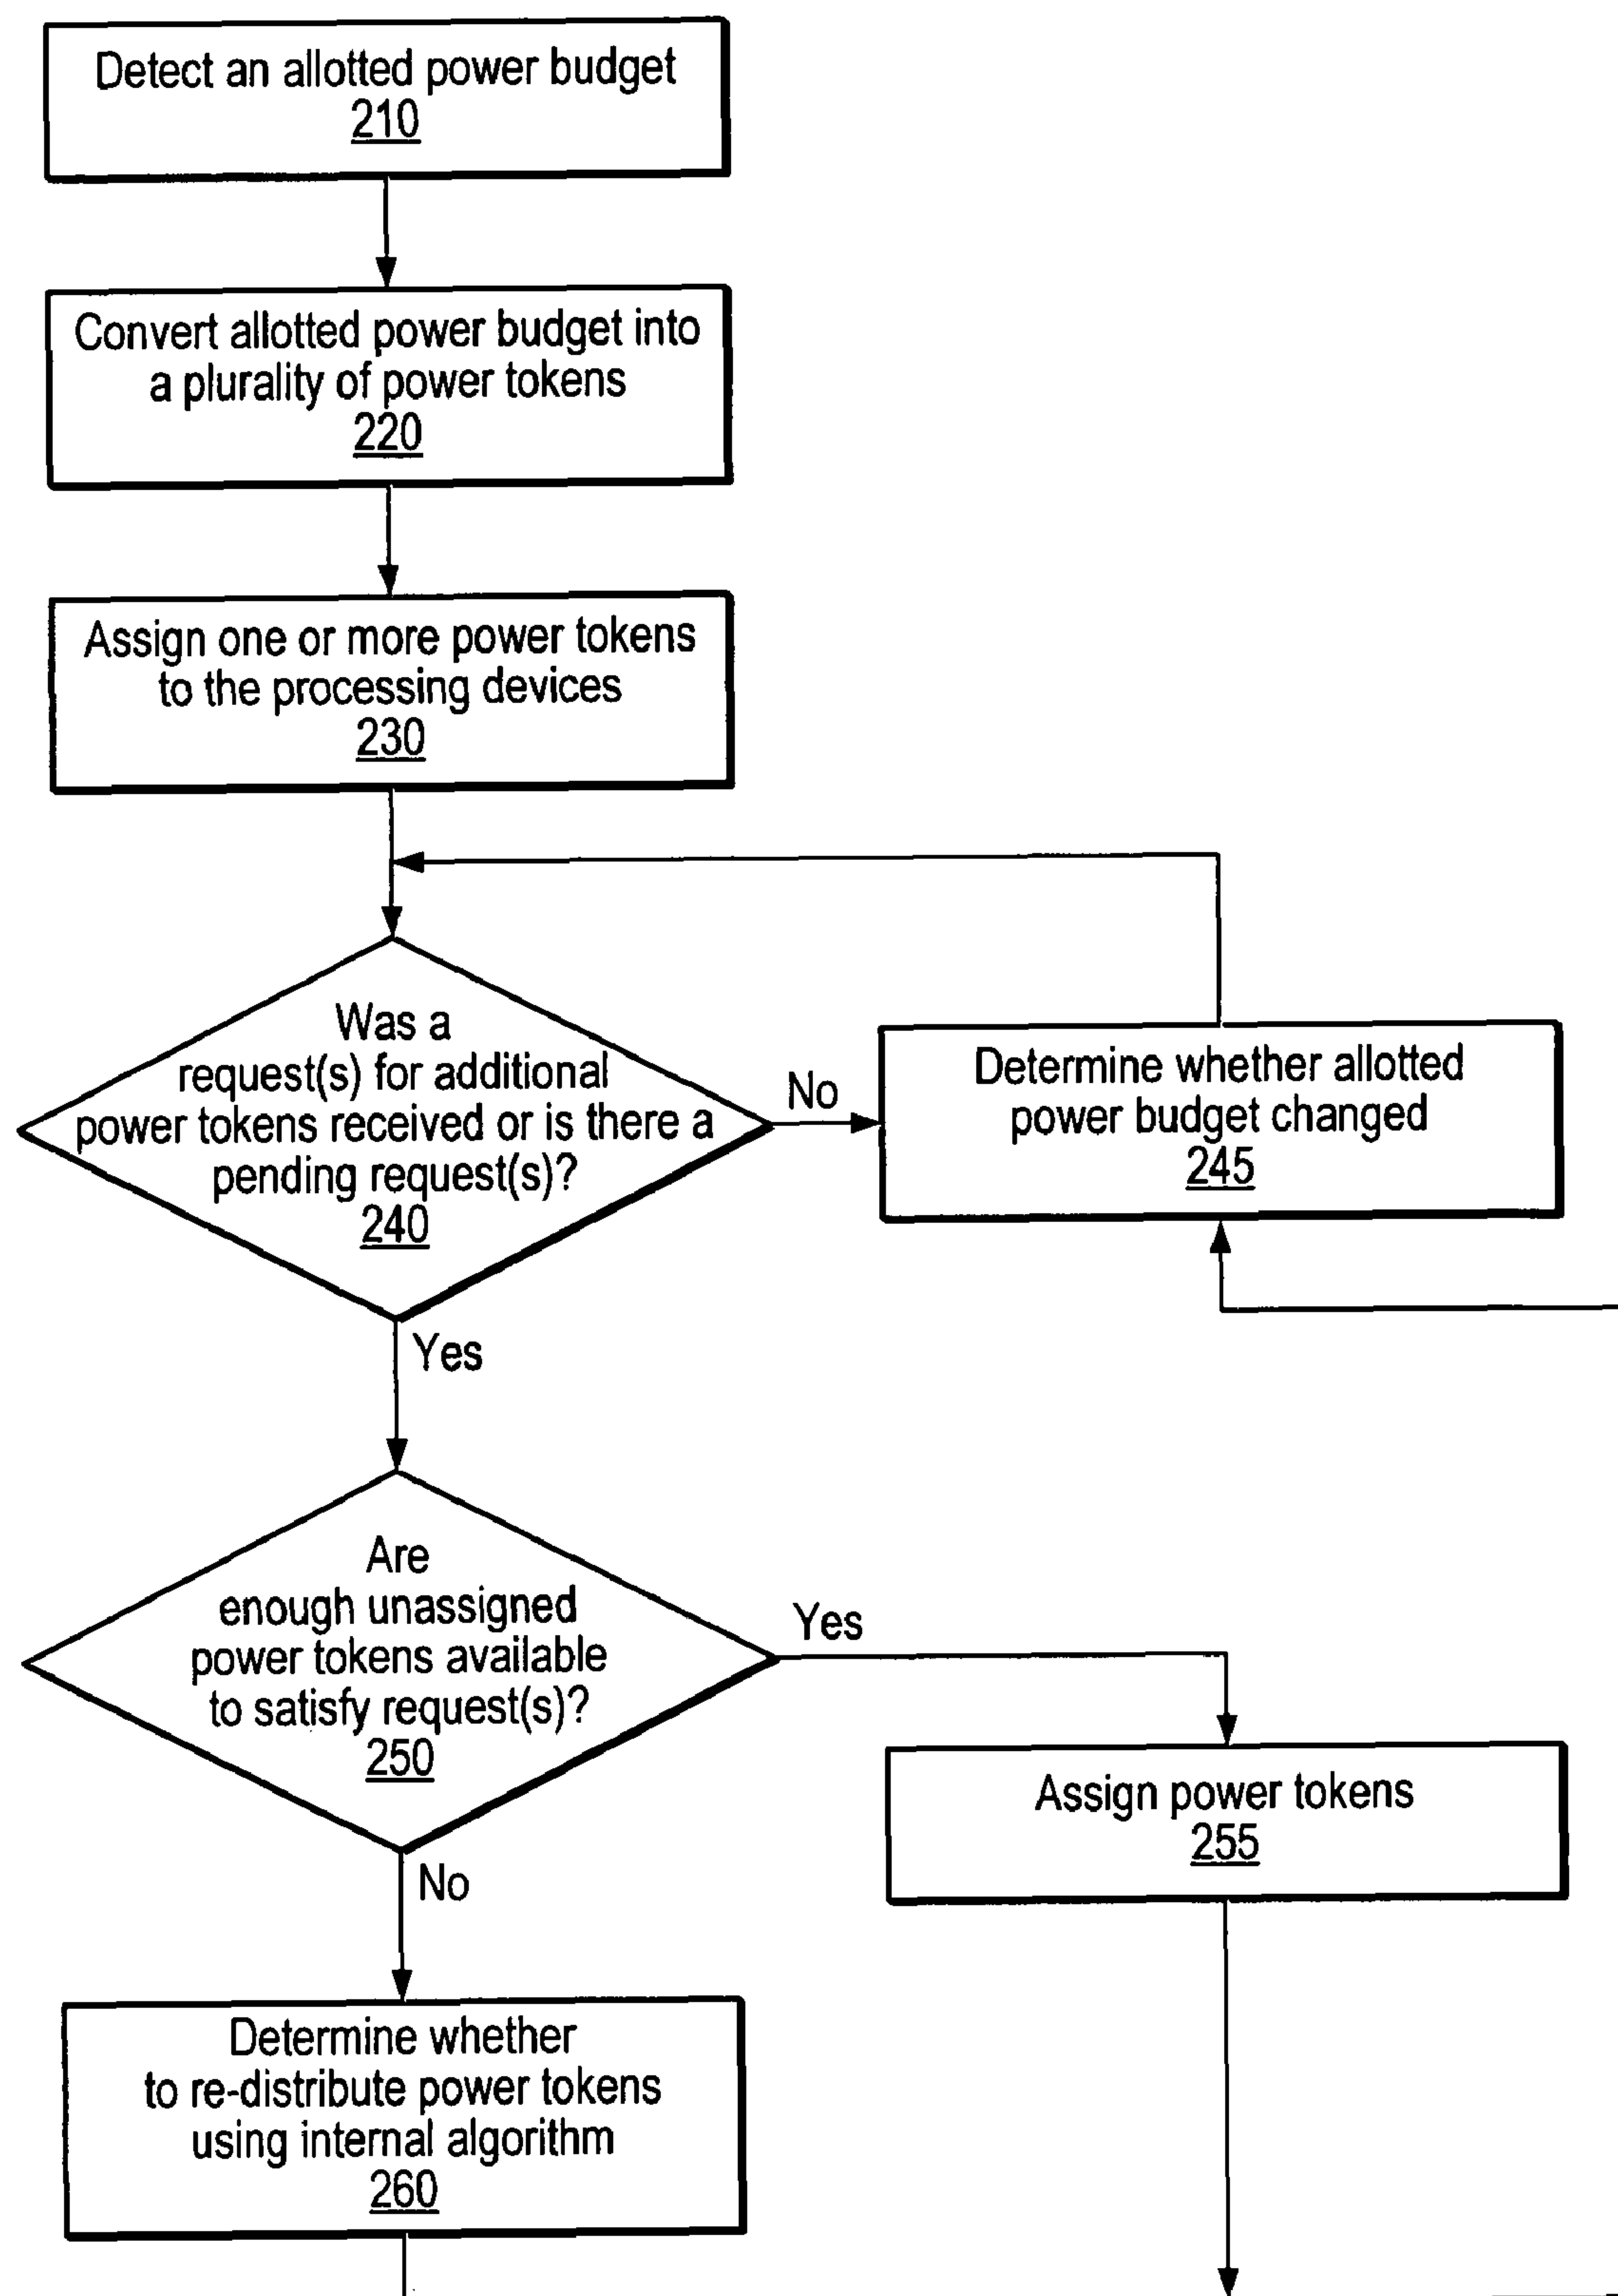 Detect an allotted power budget
210
Convert allotted power budget into
a plurality of power tokens
220
Assign one or more power tokens
to the processing devices
230
Was a
request(s) for additional
power tokens received or is there a
pending request(s)?
240
No
Determine whether allotted
power budget changed
245
Yes
Are
enough unassigned
power tokens available
to satisfy request(s)?
250
Yes
Assign power tokens
255
No
Determine whether
to re-distribute power tokens
using internal algorithm
260